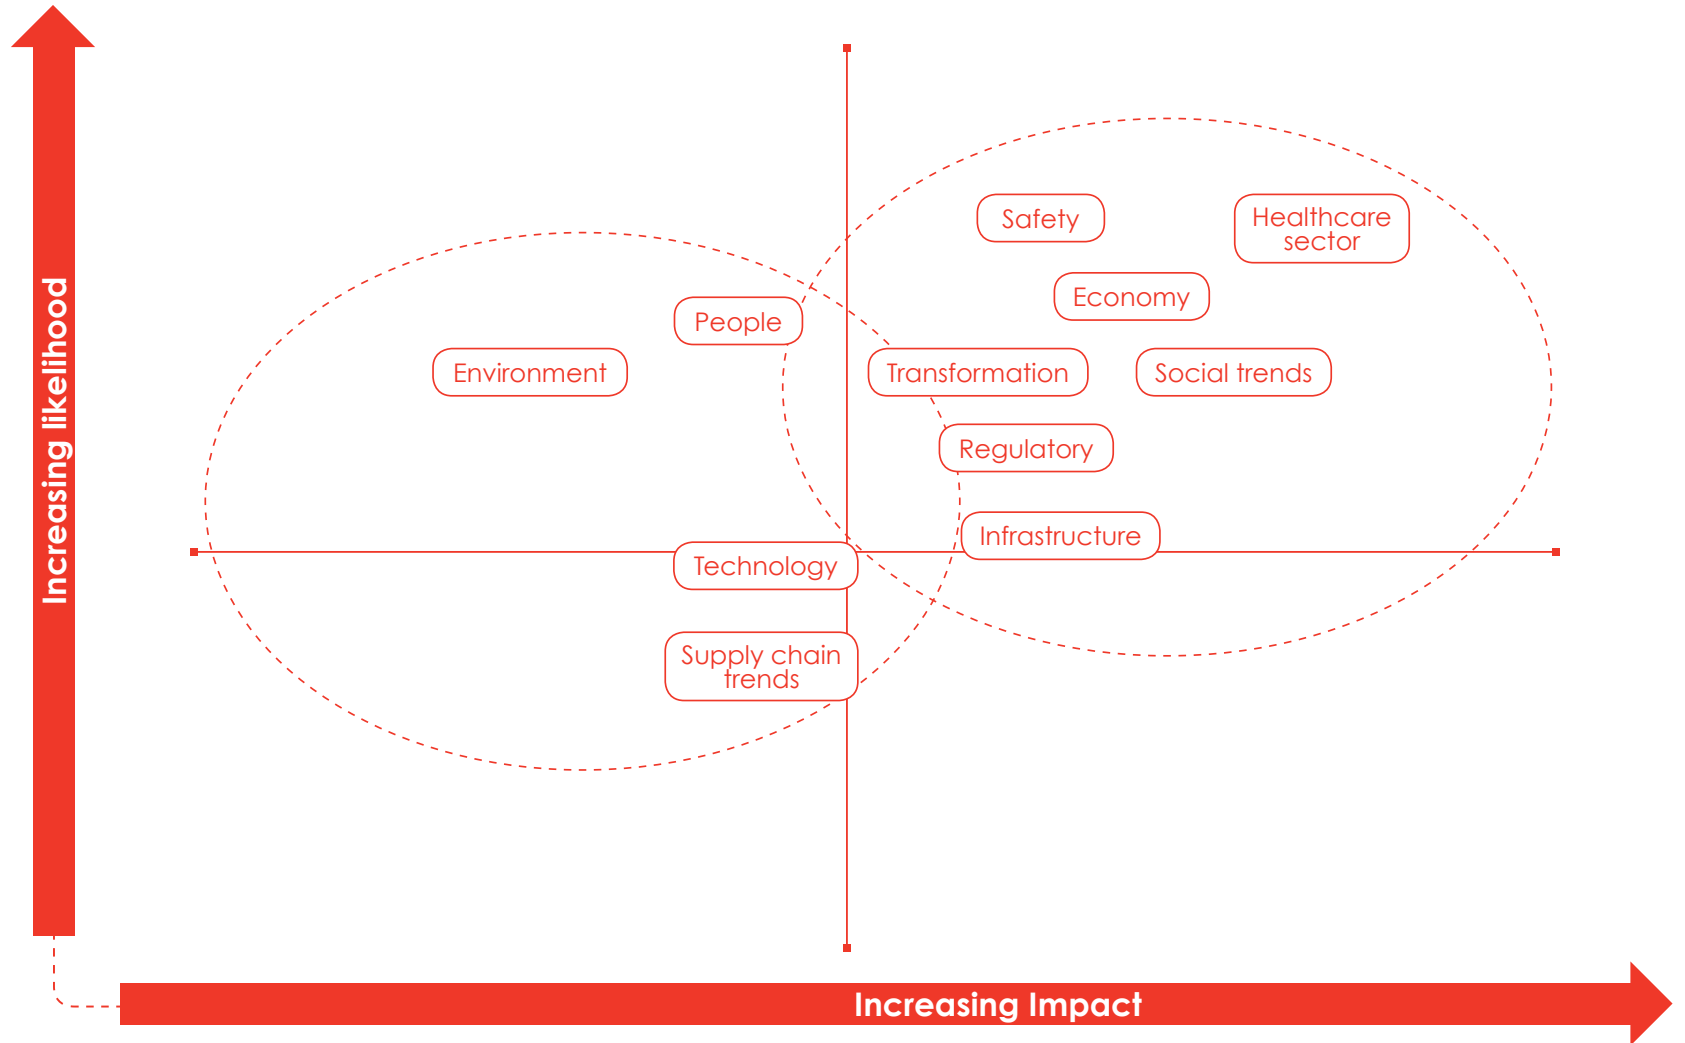 Increasing likelihood
Safety
Healthcare
sector
Economy
People
Environment
Transformation
Social trends
Regulatory
Infrastructure
Technology
Supply chain
trends
Increasing Impact